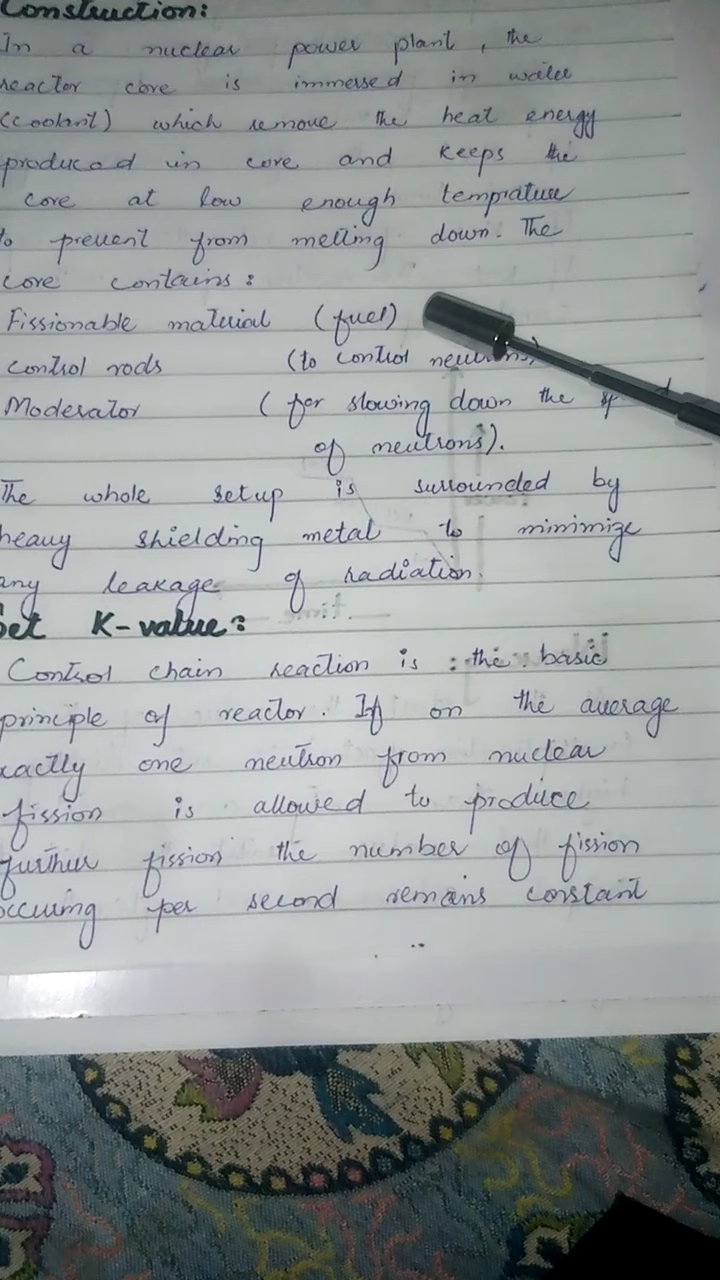 Construction:
In a nuclear power plant, the
reactor core is immersed in water
(coolant) which remove the heat energy
produced in core and keeps the
core at low enough temprature
to prevent from melting down. The
core contains:
Fissionable material (fuel)
Control rods (to control neutrons)
Moderator ( for slowing down the
of neutrons).
The whole setup is surrounded by
heavy shielding metal to minimize
any leakage of radiation.
Set K-value:
Control chain reaction is : the basic
principle of reactor. If on the average
xactly one neutron from nuclear
fission is allowed to produce
further fission the number of fission
occuring per second remains constant